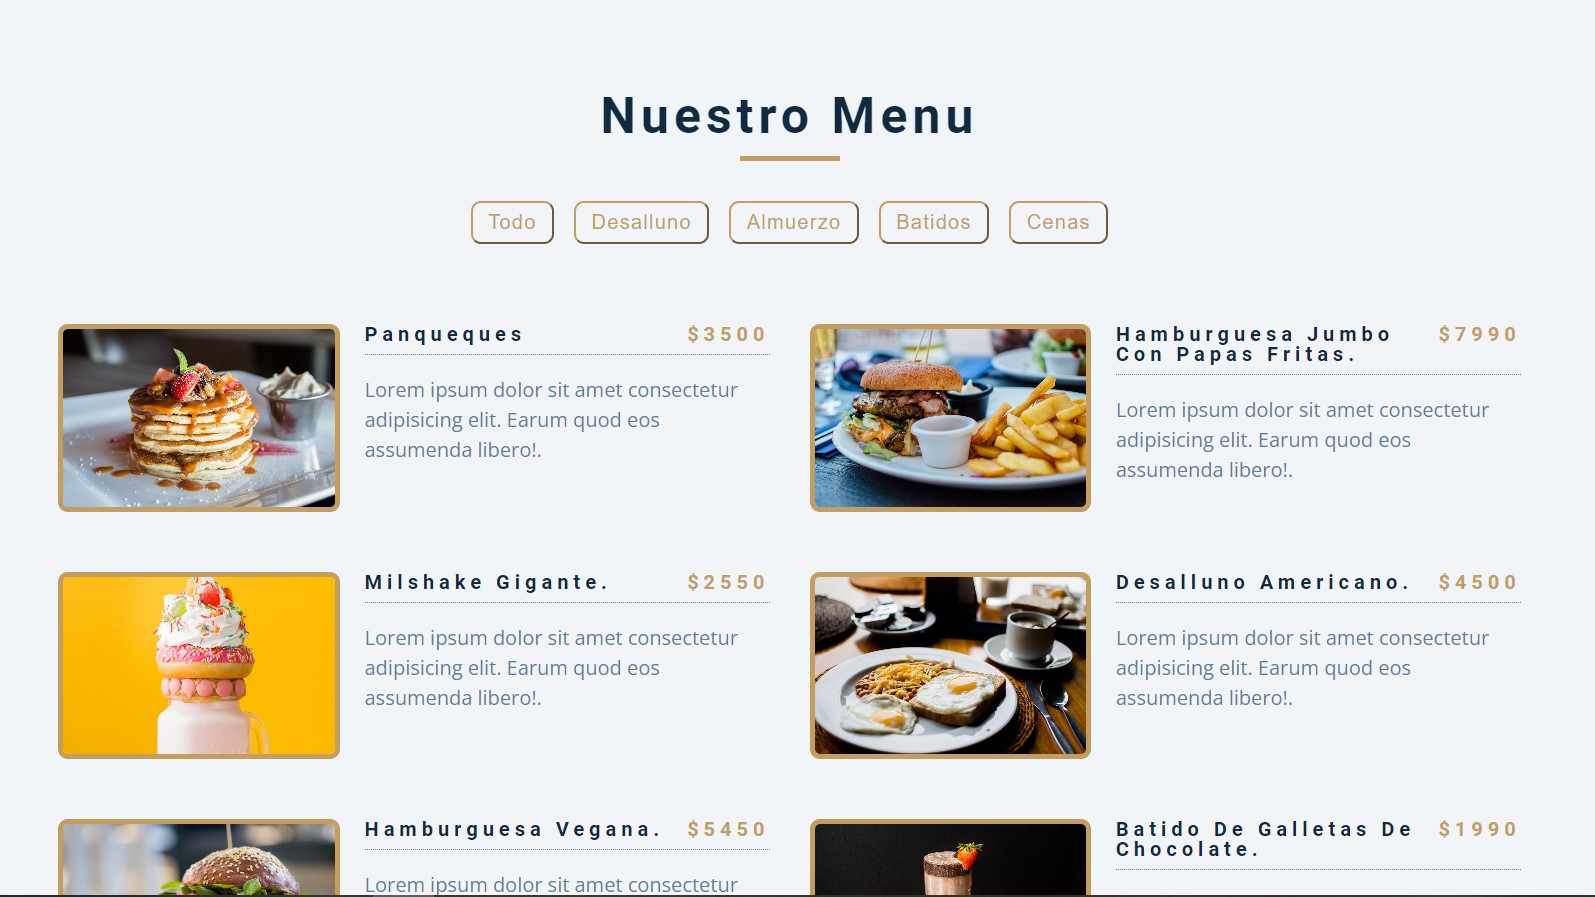 Nuestro Menu
Todo
Desalluno
Almuerzo
Batidos
Cenas
Panqueques
$3500
Lorem ipsum dolor sit amet consectetur
adipisicing elit. Earum quod eos
assumenda libero!.
Hamburguesa Jumbo
Con Papas Fritas.
$7990
Lorem ipsum dolor sit amet consectetur
adipisicing elit. Earum quod eos
assumenda libero!.
Milshake Gigante.
$2550
Lorem ipsum dolor sit amet consectetur
adipisicing elit. Earum quod eos
assumenda libero!.
Desalluno Americano.
$4500
Lorem ipsum dolor sit amet consectetur
adipisicing elit. Earum quod eos
assumenda libero!.
Hamburguesa Vegana.
$5450
Lorem ipsum dolor sit amet consectetur
Batido De Galletas De
Chocolate.
$1990